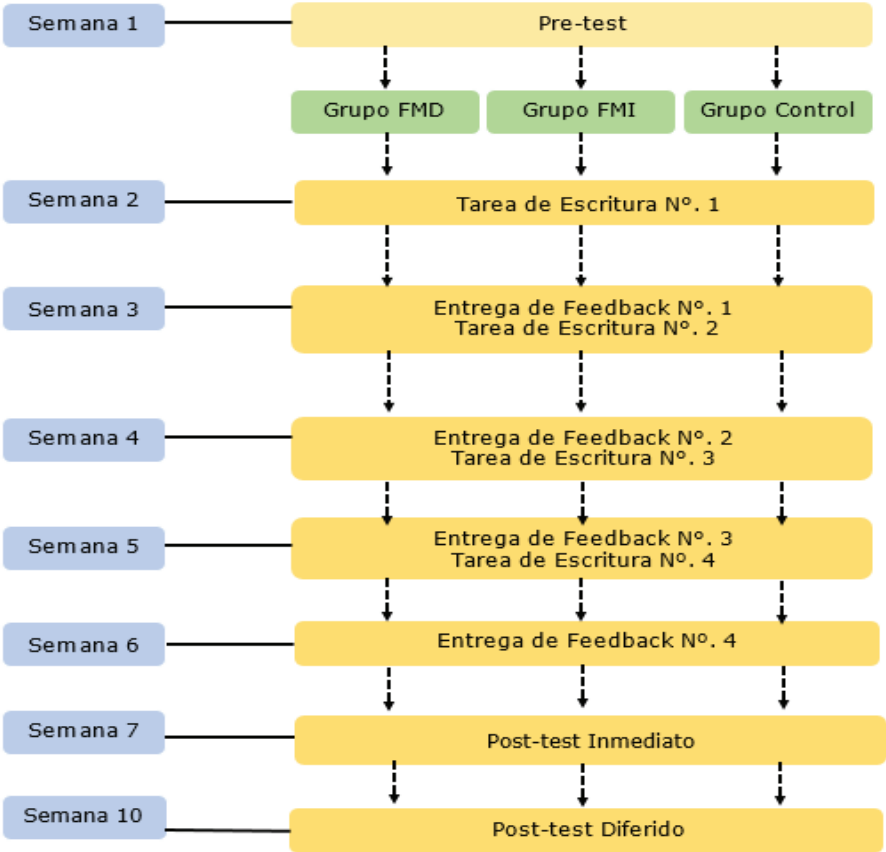 Semana 1
Pre-test
Grupo FMD
Grupo FMI
Grupo Control
Semana 2
Tarea de Escritura Nº. 1
Semana 3
Entrega de Feedback Nº. 1
Tarea de Escritura Nº. 2
Semana 4
Entrega de Feedback Nº. 2
Tarea de Escritura Nº. 3
Semana 5
Entrega de Feedback Nº. 3
Tarea de Escritura Nº. 4
Semana 6
Entrega de Feedback Nº. 4
Semana 7
Post-test Inmediato
Semana 10
Post-test Diferido